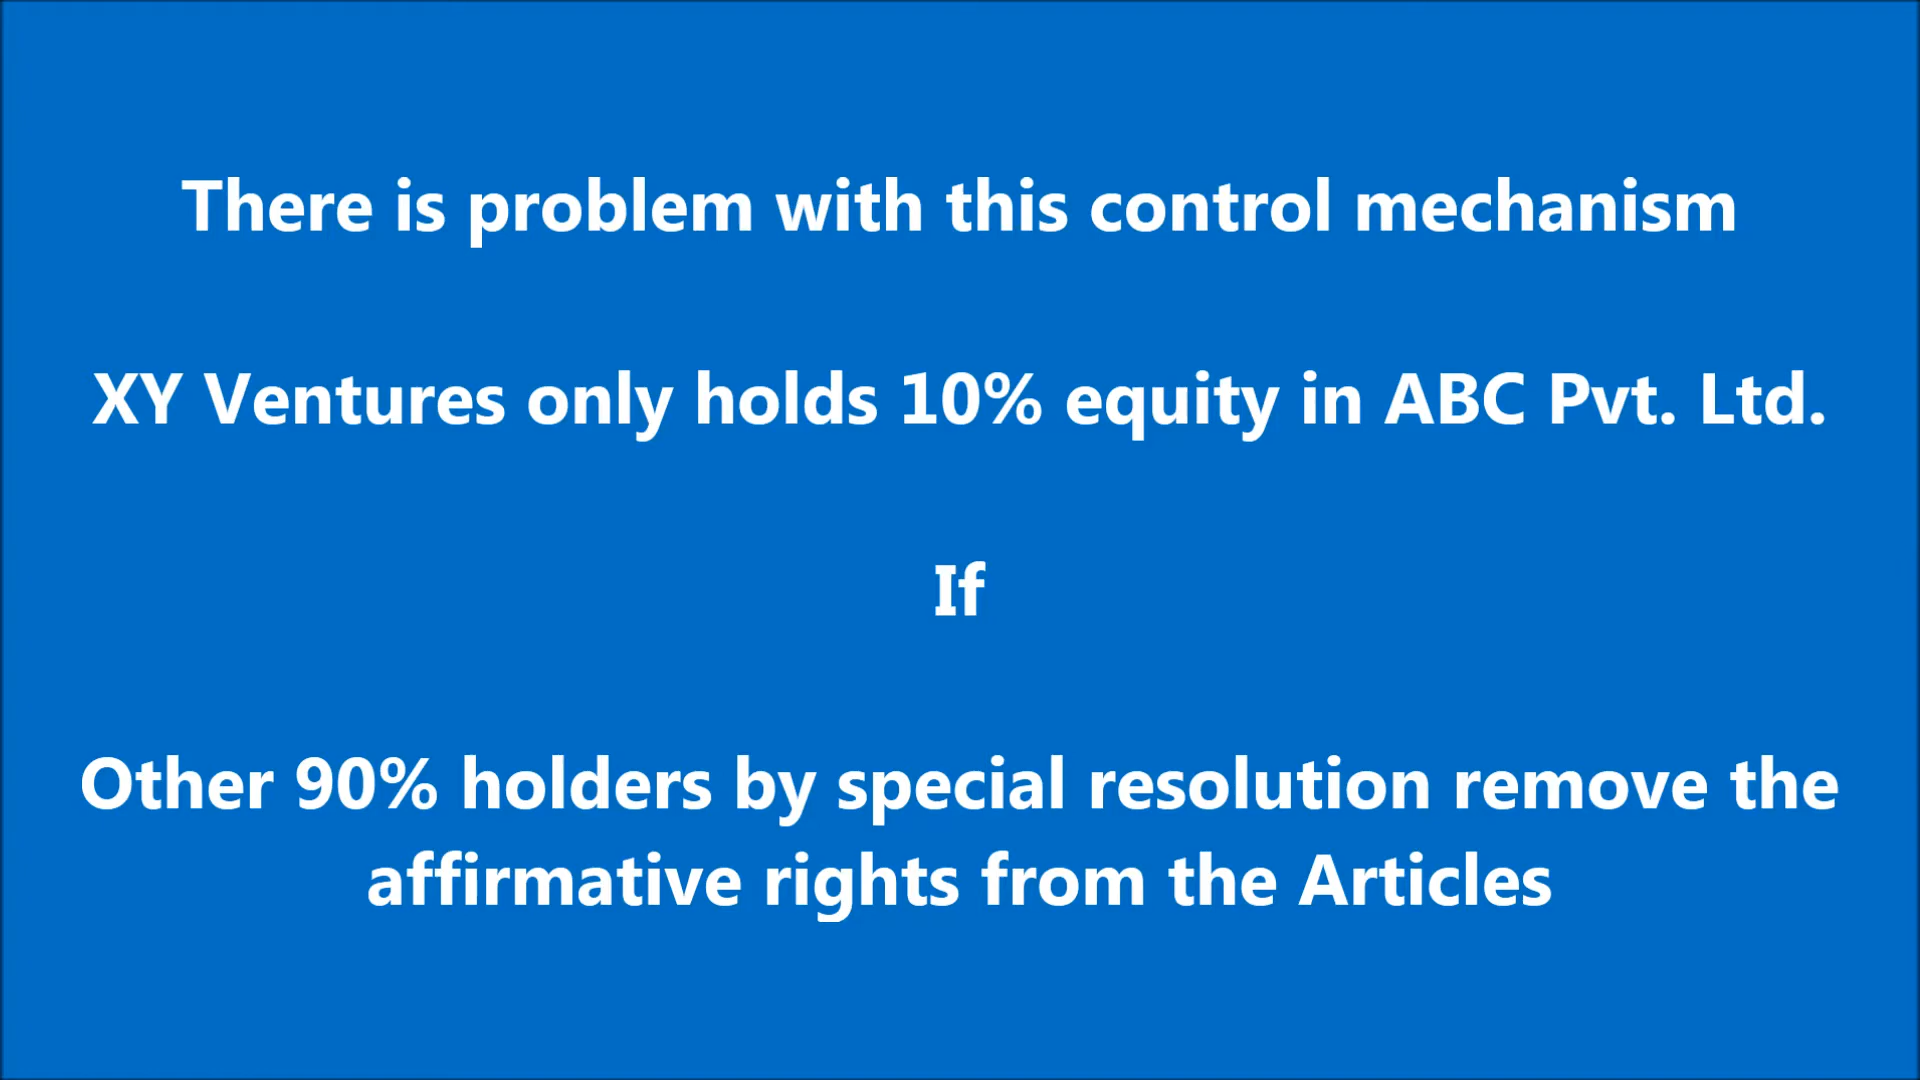 There is problem with this control mechanism
XY Ventures only holds 10% equity in ABC Pvt. Ltd.
If
Other 90% holders by special resolution remove the
affirmative rights from the Articles